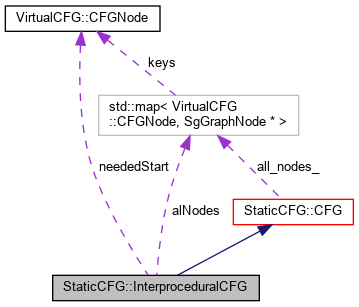 VirtualCFG::CFGNode
keys
std::map< VirtualCFG
::CFGNode, SgGraphNode * >
neededStart
all_nodes_
alNodes
StaticCFG::CFG
StaticCFG::InterproceduralCFG